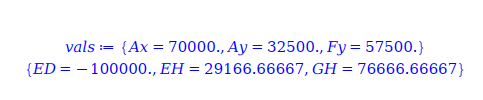 vals := {Ax = 70000., Ay = 32500., Fy = 57500.}
{ED = −100000., EH = 29166.66667, GH = 76666.66667}